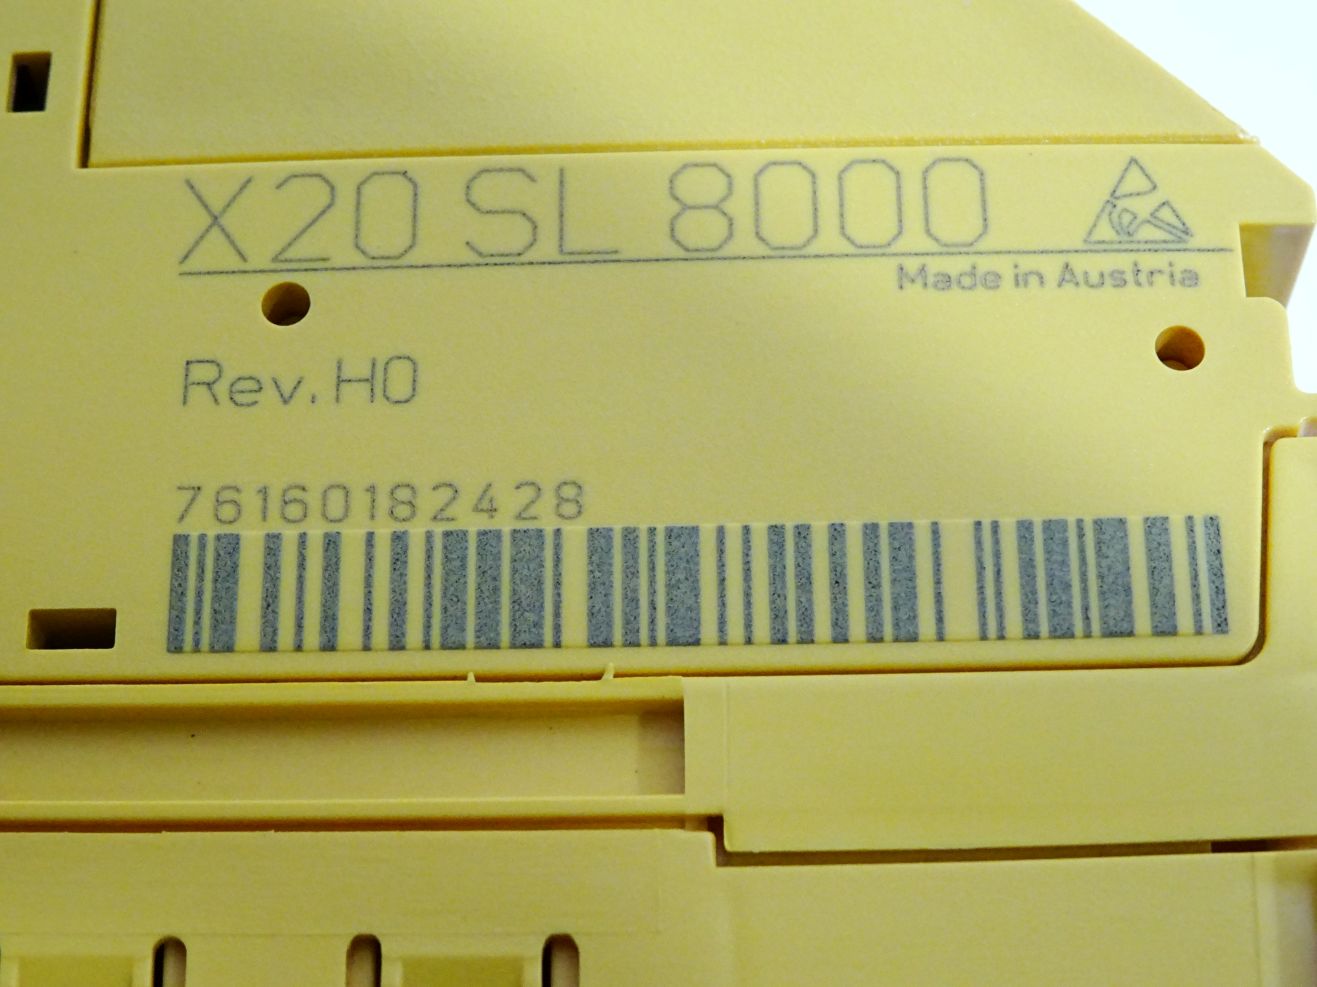 X20 SL 8000
Made in Austria
Rev. H0
76160182428